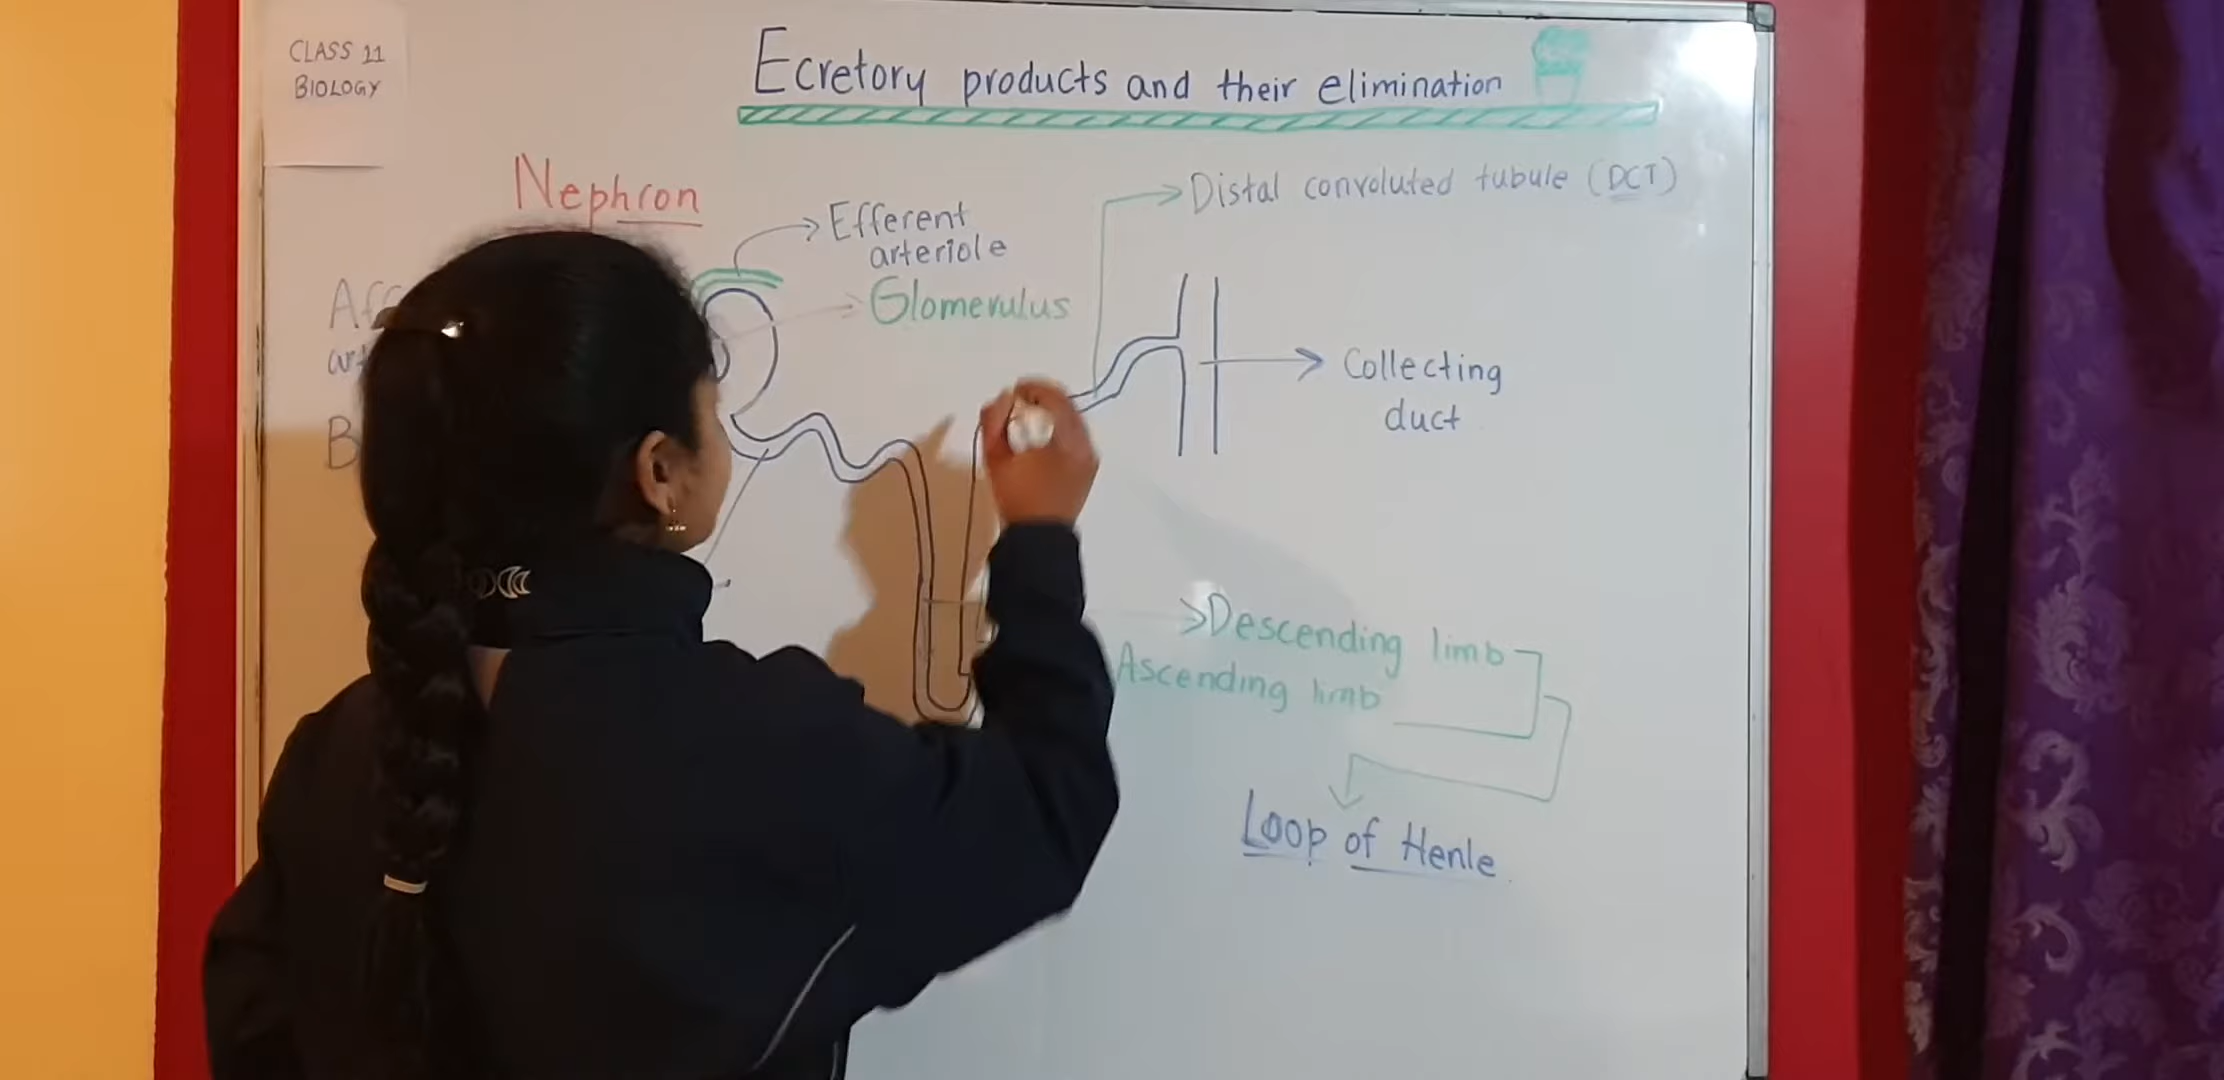 CLASS 11
BIOLOGY
Ecretory products and their elimination
Nephron
Distal convoluted tubule (DCT)
Efferent
arteriole
Glomerulus
Collecting
duct
Descending limb
Ascending limb
Loop of Henle